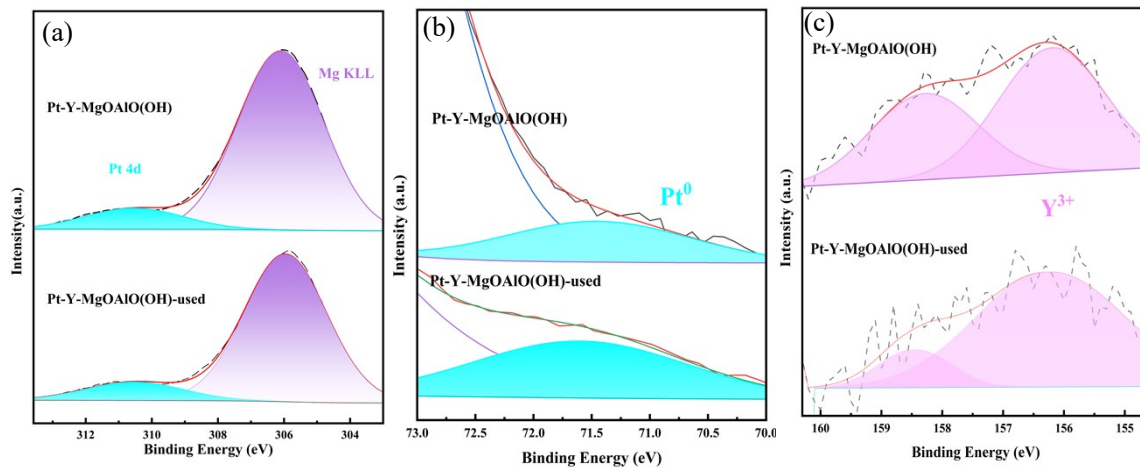 (a)
Mg KLL
Pt-Y-MgOAlO(OH)
Pt 4d
Pt-Y-MgOAlO(OH)-used
Intensity(a.u.)
312 310 308 306 304
Binding Energy (eV)
(b)
Pt-Y-MgOAlO(OH)
Pt⁰
Pt-Y-MgOAlO(OH)-used
Intensity (a.u.)
73.0 72.5 72.0 71.5 71.0 70.5 70.0
Binding Energy (eV)
(c)
Pt-Y-MgOAlO(OH)
Y³⁺
Pt-Y-MgOAlO(OH)-used
Intensity (a.u.)
160 159 158 157 156 155
Binding Energy (eV)